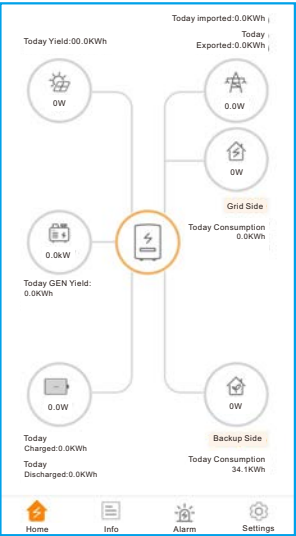 Today imported:0.0KWh
Today Yield:00.0KWh
Today
Exported:0.0KWh
0W
0.0W
0W
Grid Side
Today Consumption
0.0KWh
0.0kW
Today GEN Yield:
0.0KWh
0.0W
0W
Today
Charged:0.0KWh
Today
Discharged:0.0KWh
Backup Side
Today Consumption
34.1KWh
Home
Info
Alarm
Settings